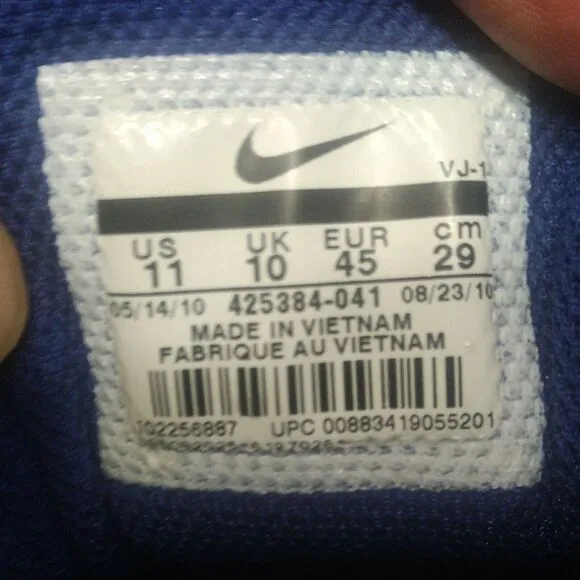 VJ-1
US UK EUR cm
11 10 45 29
05/14/10 425384-041 08/23/10
MADE IN VIETNAM
FABRIQUE AU VIETNAM
702256887 UPC 00883419055201